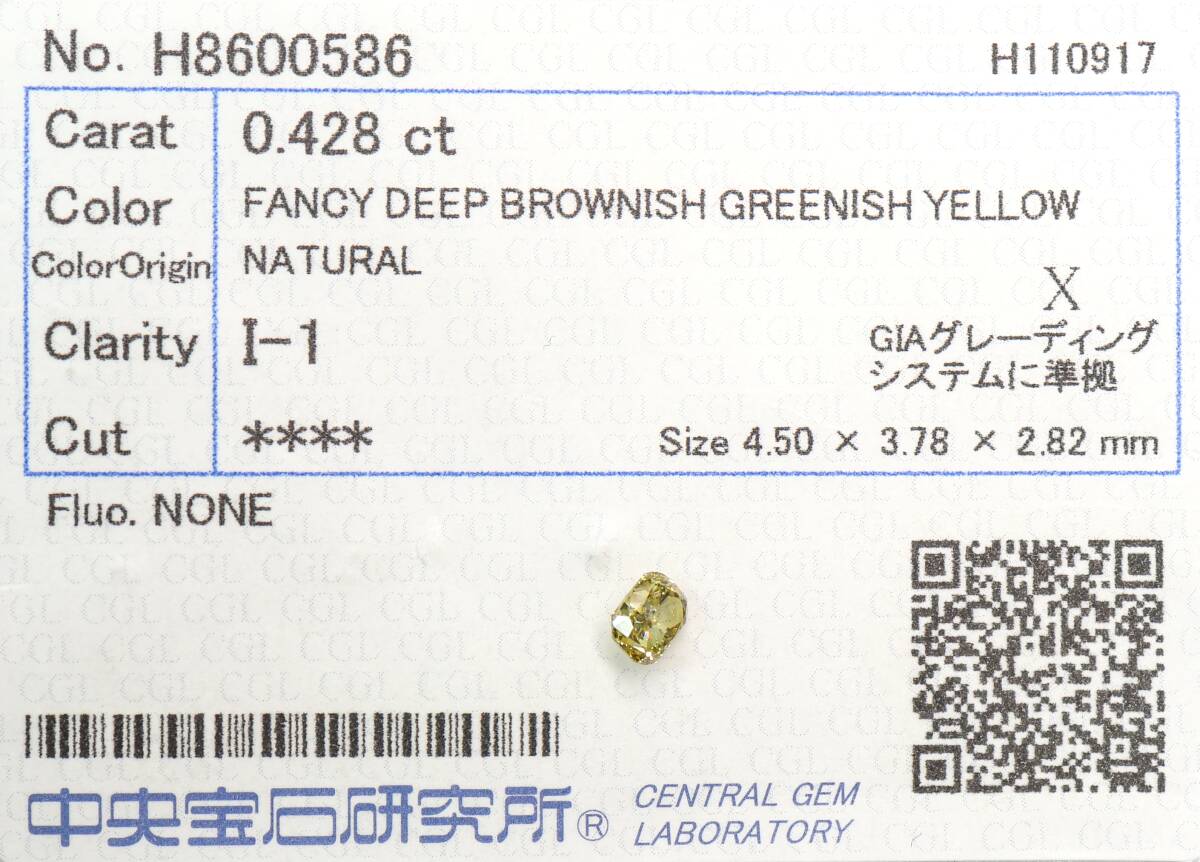 No. H8600586
H110917
Carat 0.428 ct
Color FANCY DEEP BROWNISH GREENISH YELLOW
ColorOrigin NATURAL
X
Clarity I-1
GIAグレーディング
システムに準拠
Cut ****
Size 4.50 × 3.78 × 2.82 mm
Fluo. NONE
中央宝石研究所®
CENTRAL GEM
LABORATORY